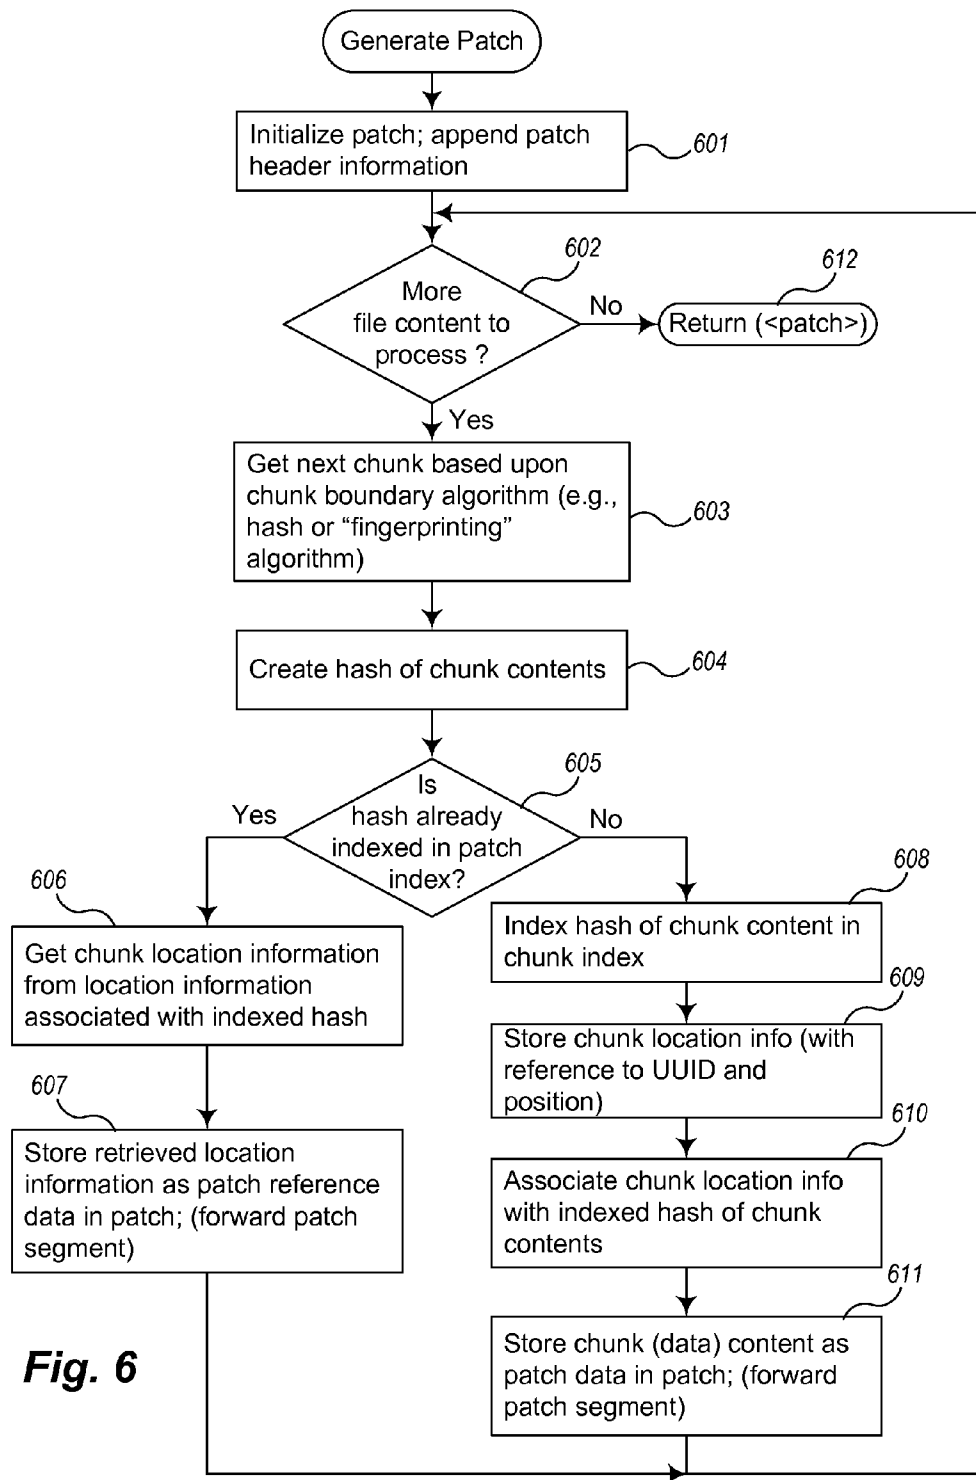 Generate Patch
Initialize patch; append patch
header information
601
602
More
file content to
process ?
No
612
Return (<patch>)
Yes
Get next chunk based upon
chunk boundary algorithm (e.g.,
hash or “fingerprinting”
algorithm)
603
Create hash of chunk contents
604
605
Is
hash already
indexed in patch
index?
Yes
No
606
Get chunk location information
from location information
associated with indexed hash
607
Store retrieved location
information as patch reference
data in patch; (forward patch
segment)
608
Index hash of chunk content in
chunk index
609
Store chunk location info (with
reference to UUID and
position)
610
Associate chunk location info
with indexed hash of chunk
contents
611
Store chunk (data) content as
patch data in patch; (forward
patch segment)
Fig. 6